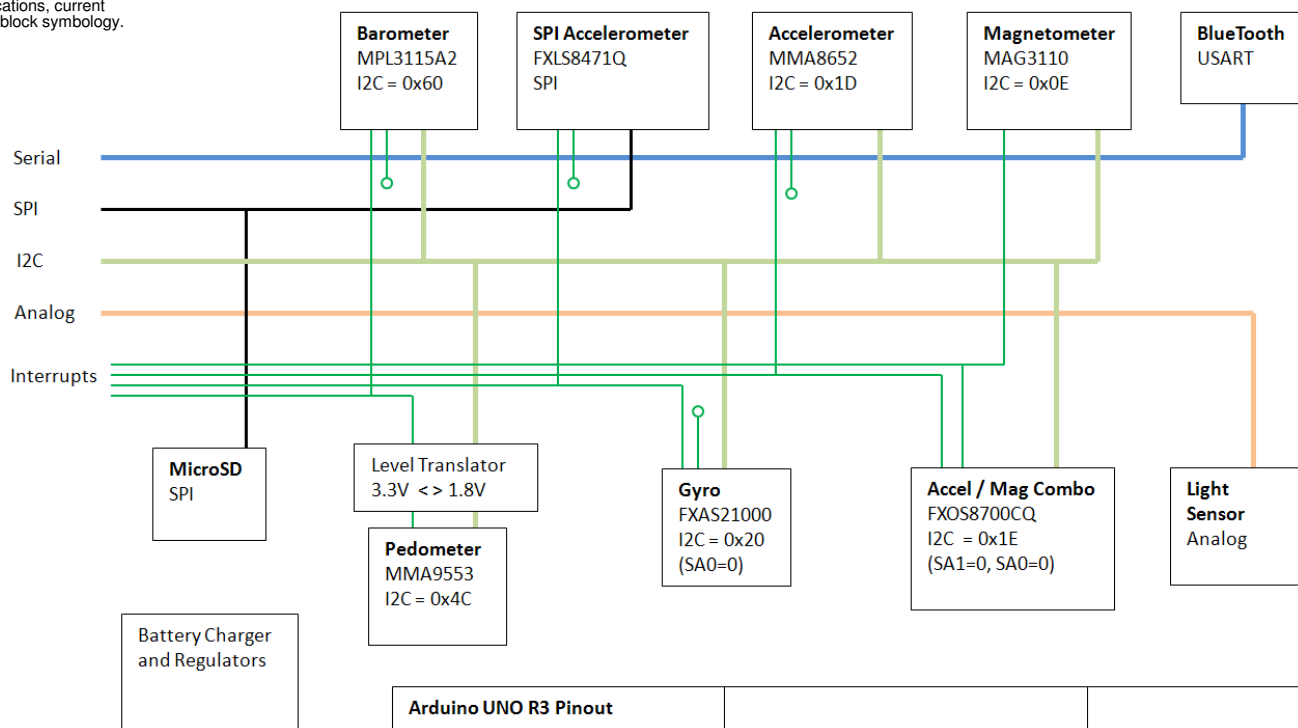 cations, current
block symbology.
Barometer
MPL3115A2
I2C = 0x60
SPI Accelerometer
FXLS8471Q
SPI
Accelerometer
MMA8652
I2C = 0x1D
Magnetometer
MAG3110
I2C = 0x0E
BlueTooth
USART
Serial
SPI
I2C
Analog
Interrupts
MicroSD
SPI
Level Translator
3.3V <> 1.8V
Pedometer
MMA9553
I2C = 0x4C
Gyro
FXAS21000
I2C = 0x20
(SA0=0)
Accel / Mag Combo
FXOS8700CQ
I2C = 0x1E
(SA1=0, SA0=0)
Light
Sensor
Analog
Battery Charger
and Regulators
Arduino UNO R3 Pinout